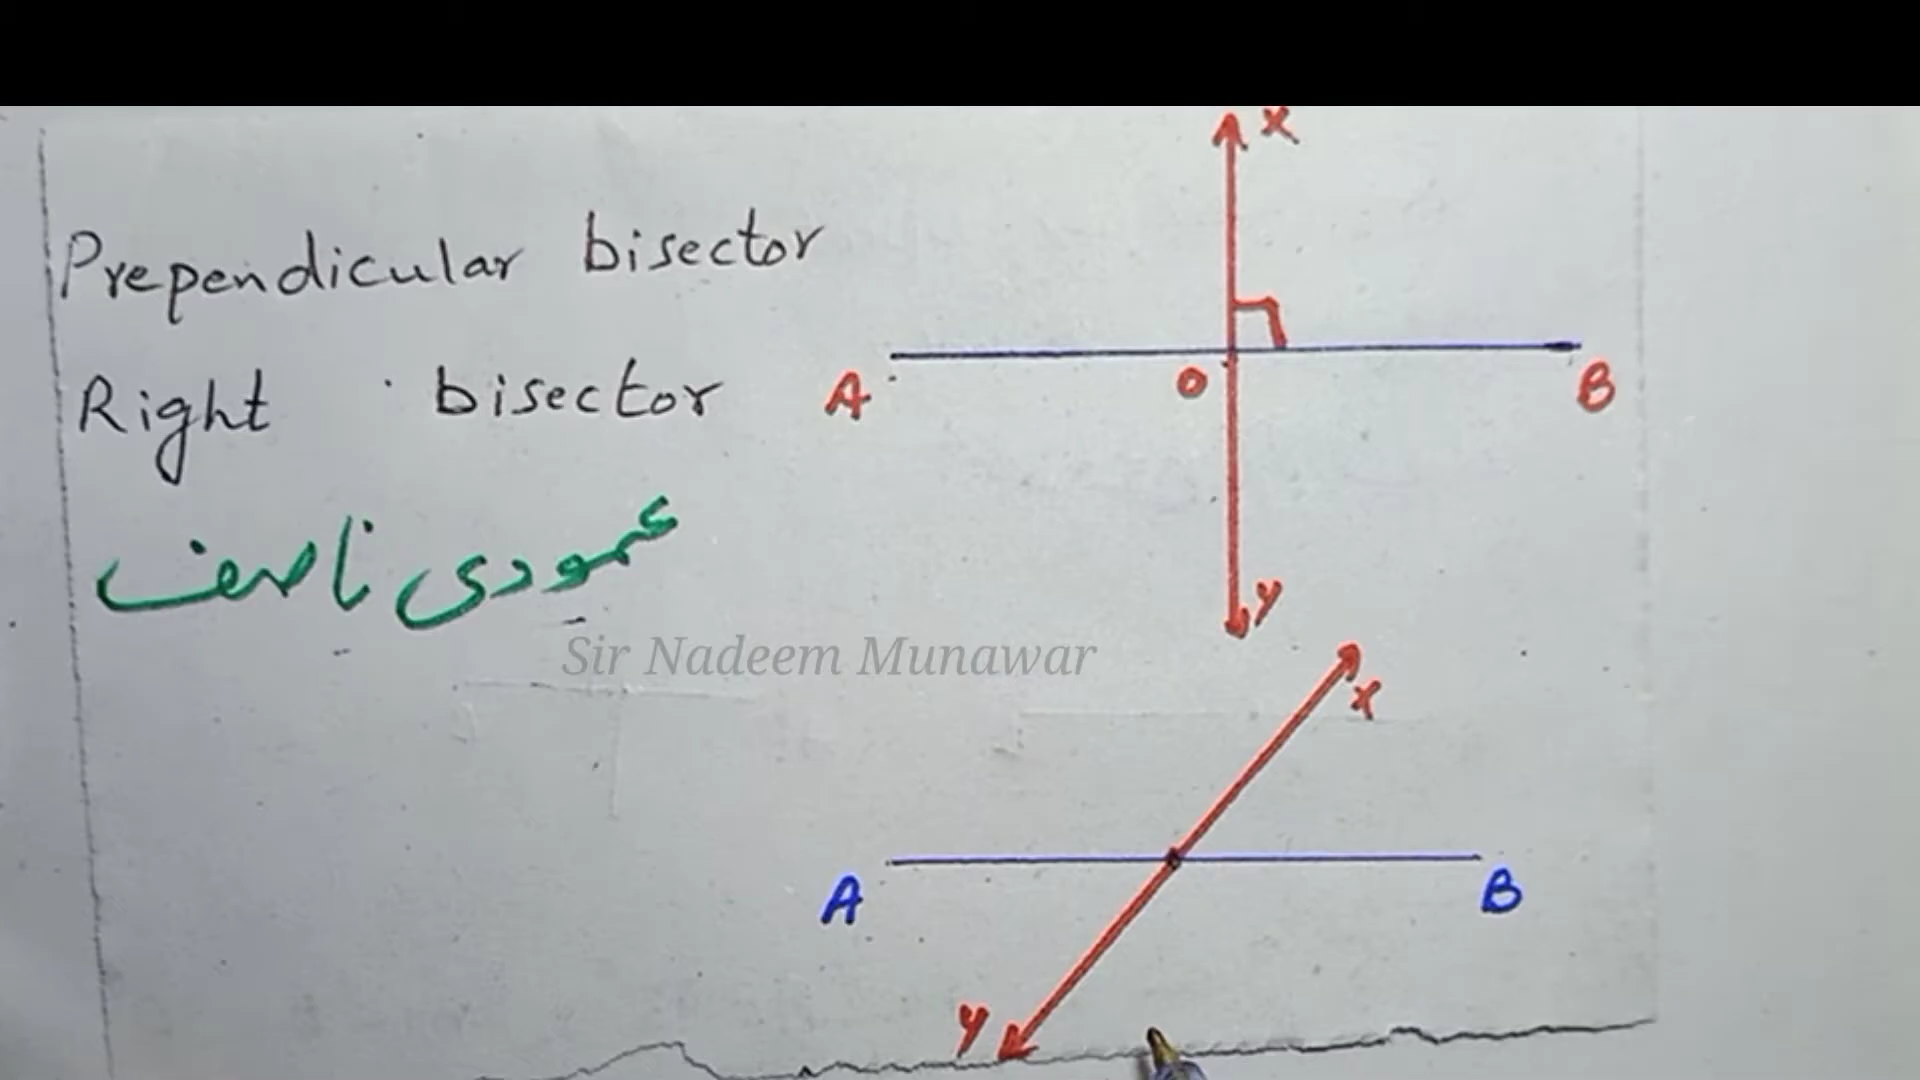 Prependicular bisector
Right bisector
عمودی ناصف
X
A
O
B
Y
Sir Nadeem Munawar
X
A
B
Y